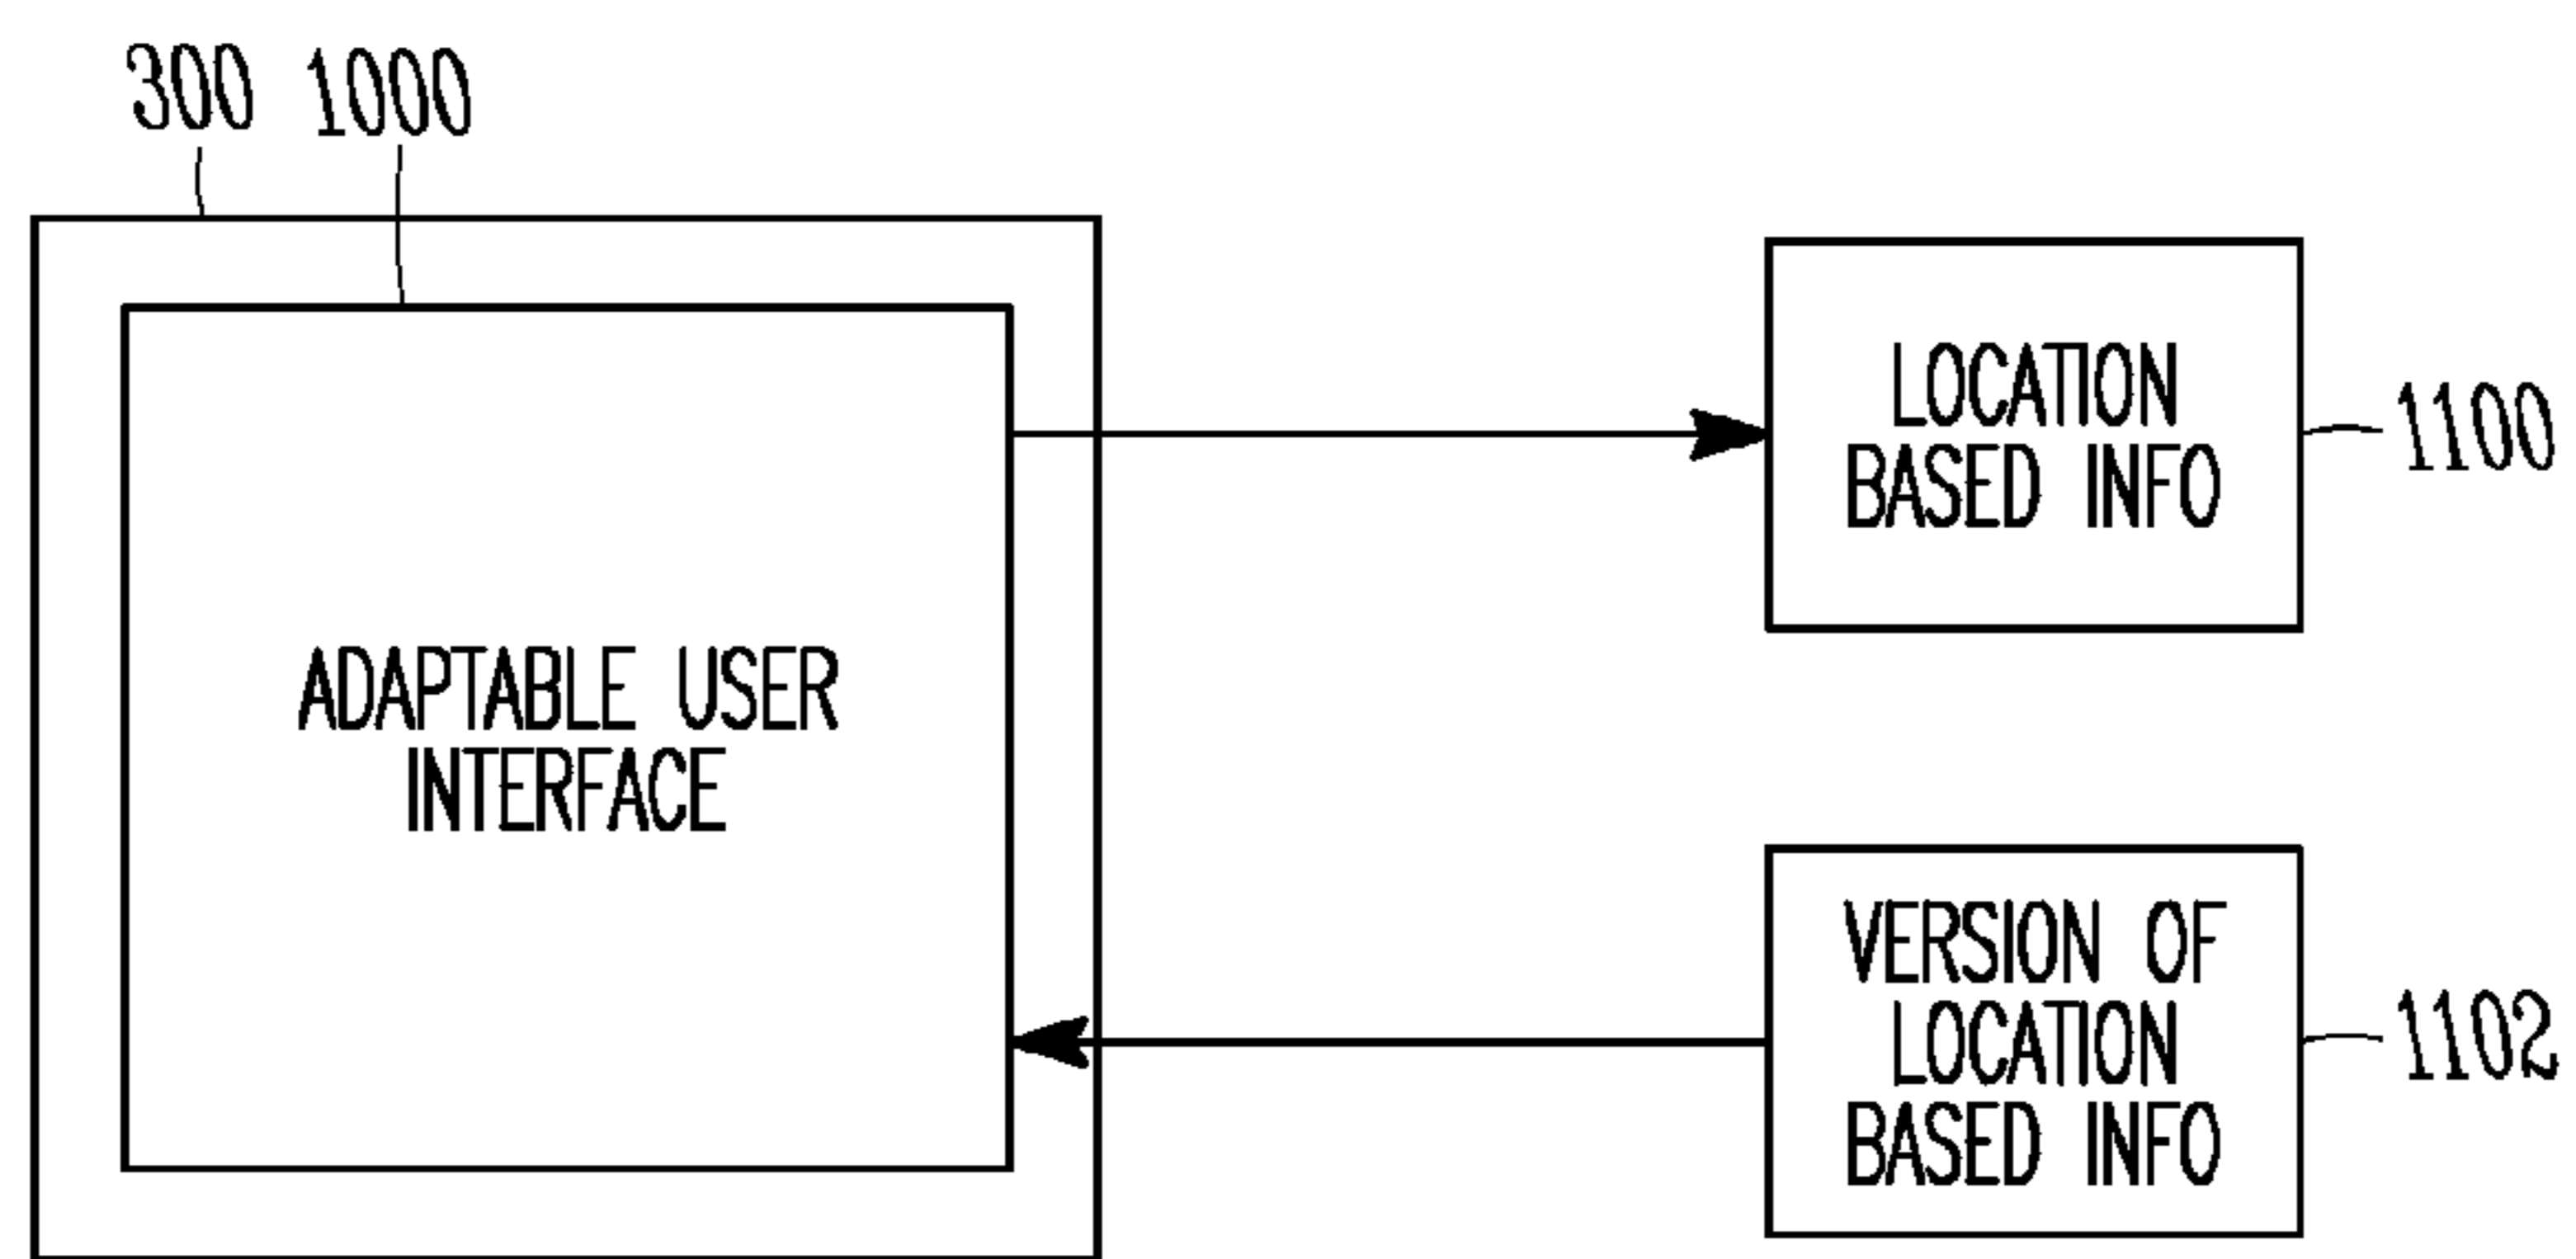 300 1000
LOCATION
BASED INFO
1100
ADAPTABLE USER
INTERFACE
VERSION OF
LOCATION
BASED INFO
1102